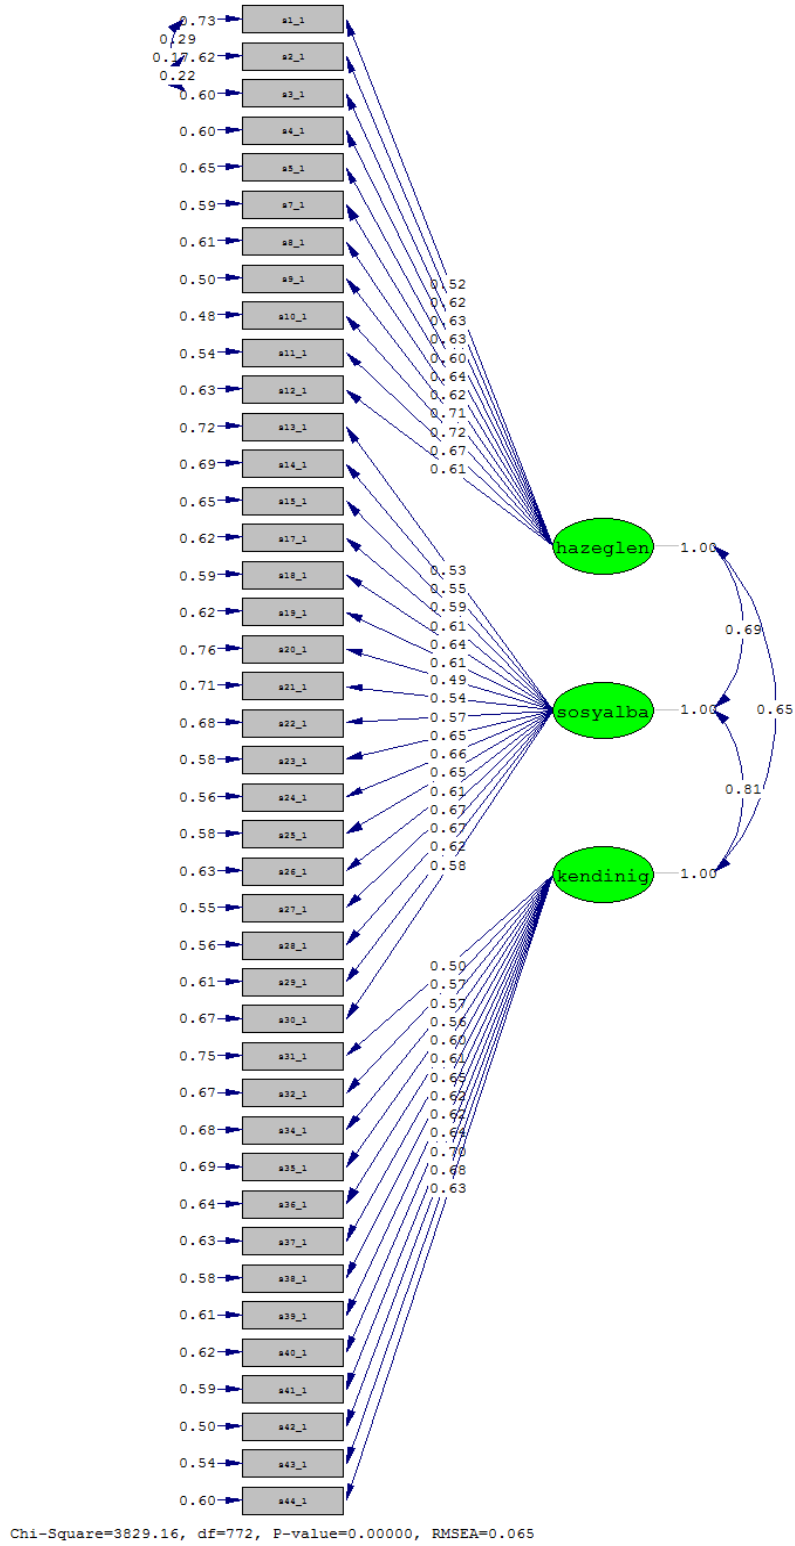 0.73 s1_1
0.29
0.17 0.62 s2_1
0.22
0.60 s3_1
0.60 s4_1
0.65 s5_1
0.59 s7_1
0.61 s8_1
0.50 s9_1
0.48 s10_1
0.54 s11_1
0.63 s12_1
0.72 s13_1
0.69 s14_1
0.65 s15_1
0.62 s17_1
0.59 s18_1
0.62 s19_1
0.76 s20_1
0.71 s21_1
0.68 s22_1
0.58 s23_1
0.56 s24_1
0.58 s25_1
0.63 s26_1
0.55 s27_1
0.56 s28_1
0.61 s29_1
0.67 s30_1
0.75 s31_1
0.67 s32_1
0.68 s34_1
0.69 s35_1
0.64 s36_1
0.63 s37_1
0.58 s38_1
0.61 s39_1
0.62 s40_1
0.59 s41_1
0.50 s42_1
0.54 s43_1
0.60 s44_1
0.52
0.62
0.63
0.63
0.60
0.64
0.62
0.71
0.72
0.67
0.61
0.53
0.55
0.59
0.61
0.64
0.61
0.49
0.54
0.57
0.65
0.66
0.65
0.61
0.67
0.67
0.62
0.58
0.50
0.57
0.57
0.56
0.60
0.61
0.65
0.62
0.62
0.64
0.70
0.68
0.63
hazeglen 1.00
0.69
sosyalba 1.00 0.65
0.81
kendinig 1.00
Chi-Square=3829.16, df=772, P-value=0.00000, RMSEA=0.065